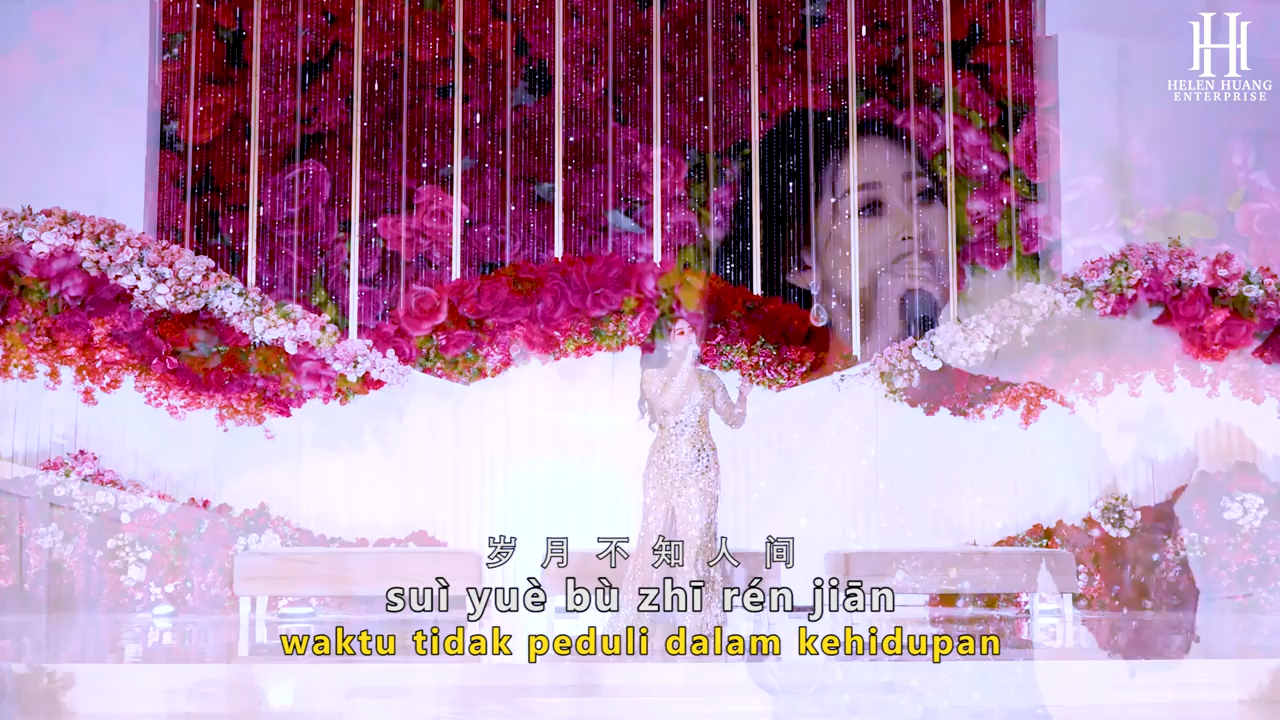 H
HELEN HUANG
ENTERPRISE
岁月不知人间
suì yuè bù zhī rén jiān
waktu tidak peduli dalam kehidupan